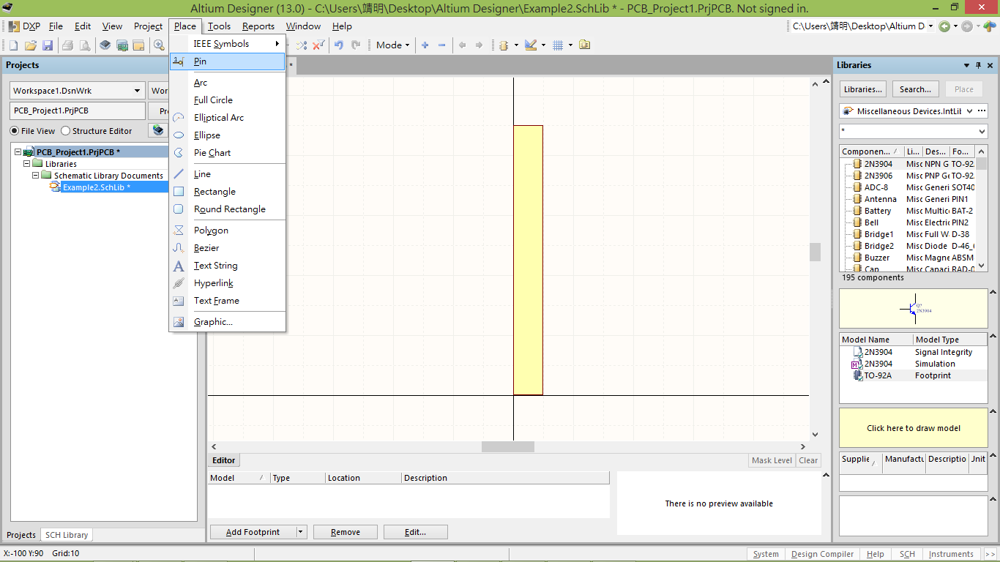 Altium Designer (13.0) - C:\Users\靖明\Desktop\Altium Designer\Example2.SchLib * - PCB_Project1.PrjPCB. Not signed in.
DXP File Edit View Project Place Tools Reports Window Help C:\Users\靖明\Desktop\Altium D
Mode
Projects
Workspace1.DsnWrk Wor
PCB_Project1.PrjPCB
File View Structure Editor
PCB_Project1.PrjPCB *
Libraries
Schematic Library Documents
Example2.SchLib *
IEEE Symbols
Pin
Arc
Full Circle
Elliptical Arc
Ellipse
Pie Chart
Line
Rectangle
Round Rectangle
Polygon
Bezier
Text String
Hyperlink
Text Frame
Graphic...
*
Editor Mask Level Clear
Model Type Location Description
There is no preview available
Add Footprint Remove Edit...
Libraries
Libraries... Search... Place
Miscellaneous Devices.IntLib
*
Componen... Li... Des... Fo...
2N3904 Misc NPN G TO-92
2N3906 Misc PNP Ge TO-92
ADC-8 Misc Generi SOT40
Antenna Misc Generi PIN1
Battery Misc Multic BAT-2
Bell Misc Electric PIN2
Bridge1 Misc Full W D-38
Bridge2 Misc Diode D-46_6
Buzzer Misc Magne ABSM
Cap Misc Capaci RAD-0
195 components
Q?
2N3904
Model Name Model Type
2N3904 Signal Integrity
2N3904 Simulation
TO-92A Footprint
Click here to draw model
Supplie Manufactu Descriptio Unit
Projects SCH Library
X:-100 Y:90 Grid:10 System Design Compiler Help SCH Instruments >>